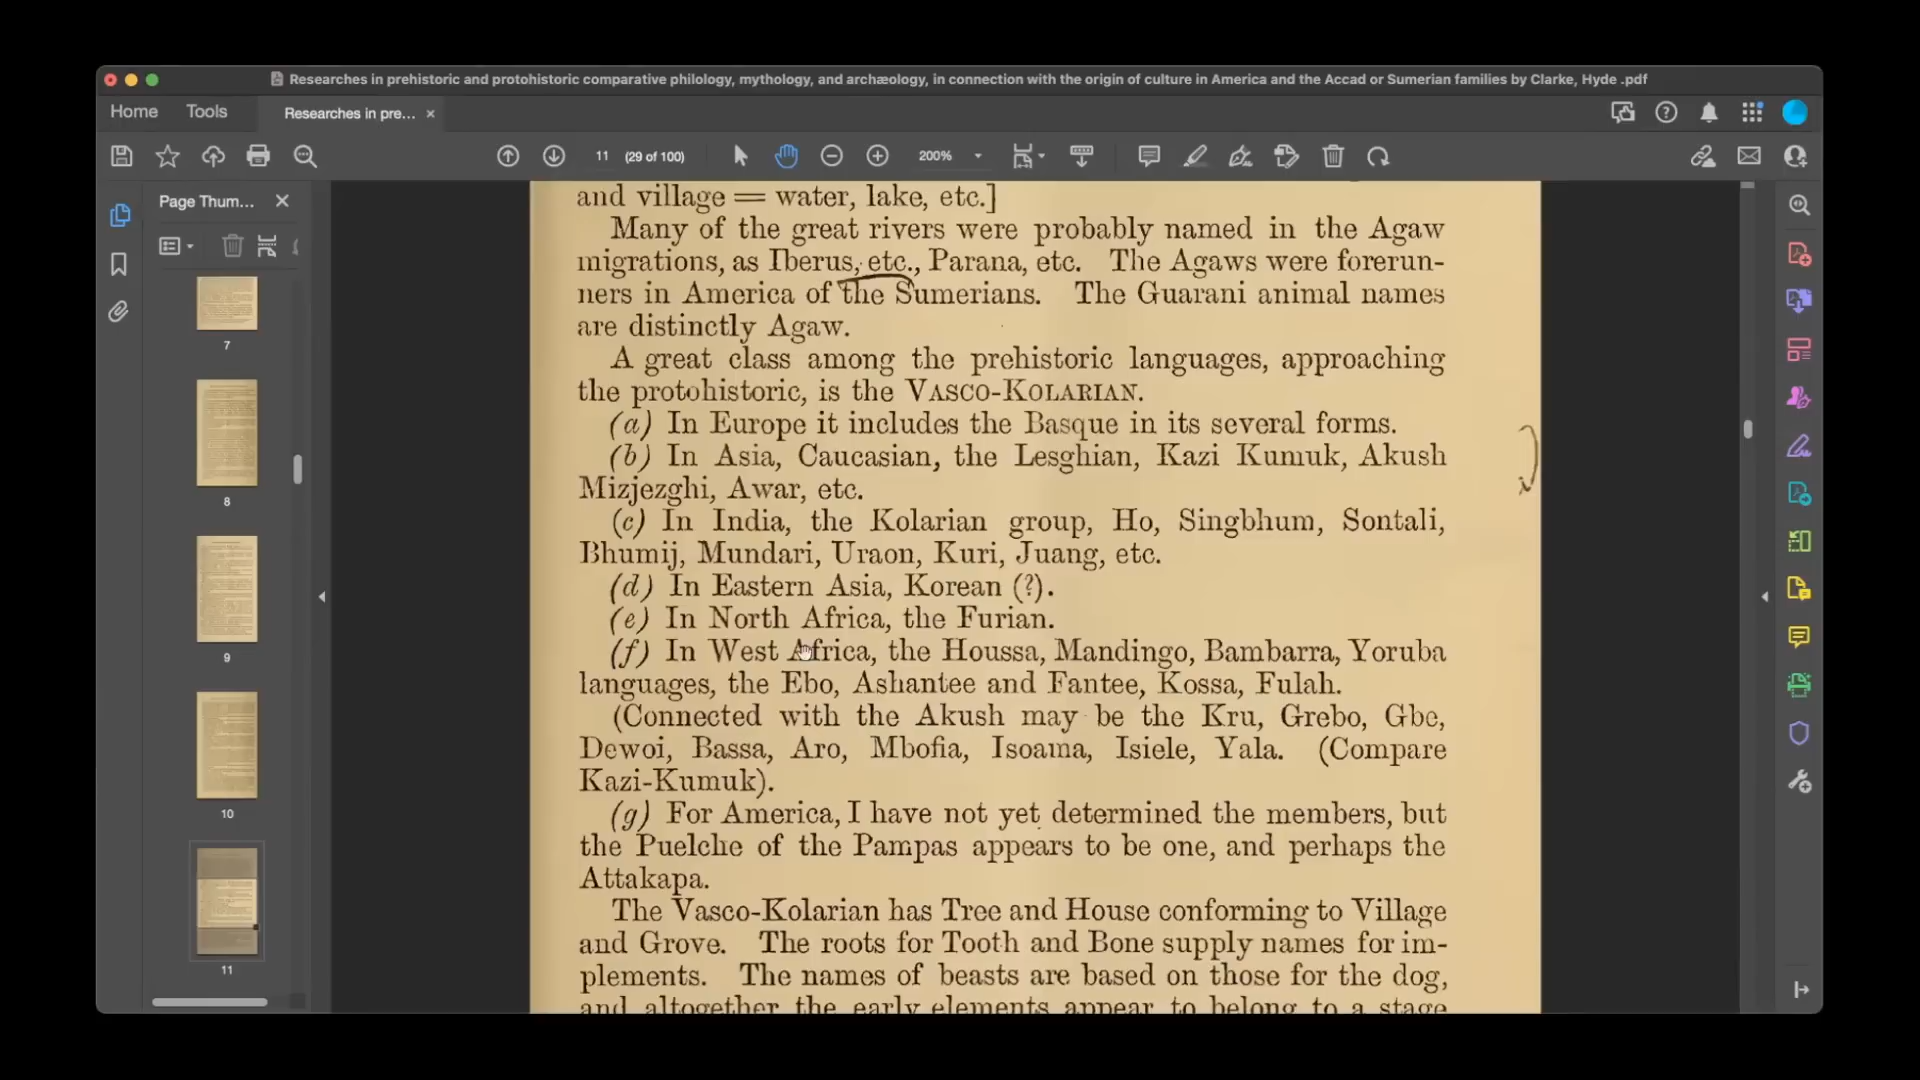 Researches in prehistoric and protohistoric comparative philology, mythology, and archæology, in connection with the origin of culture in America and the Accad or Sumerian families by Clarke, Hyde .pdf
Home Tools Researches in pre... ×
11 (29 of 100) 200%
Page Thum...
7
8
9
10
11
and village = water, lake, etc.]
Many of the great rivers were probably named in the Agaw
migrations, as Iberus, etc., Parana, etc. The Agaws were forerun-
ners in America of the Sumerians. The Guarani animal names
are distinctly Agaw.
A great class among the prehistoric languages, approaching
the protohistoric, is the VASCO-KOLARIAN.
(a) In Europe it includes the Basque in its several forms.
(b) In Asia, Caucasian, the Lesghian, Kazi Kumuk, Akush
Mizjezghi, Awar, etc.
(c) In India, the Kolarian group, Ho, Singbhum, Sontali,
Bhumij, Mundari, Uraon, Kuri, Juang, etc.
(d) In Eastern Asia, Korean (?).
(e) In North Africa, the Furian.
(f) In West Africa, the Houssa, Mandingo, Bambarra, Yoruba
languages, the Ebo, Ashantee and Fantee, Kossa, Fulah.
(Connected with the Akush may be the Kru, Grebo, Gbe,
Dewoi, Bassa, Aro, Mbofia, Isoama, Isiele, Yala. (Compare
Kazi-Kumuk).
(g) For America, I have not yet determined the members, but
the Puelche of the Pampas appears to be one, and perhaps the
Attakapa.
The Vasco-Kolarian has Tree and House conforming to Village
and Grove. The roots for Tooth and Bone supply names for im-
plements. The names of beasts are based on those for the dog,
and altogether the early elements appear to belong to a stage